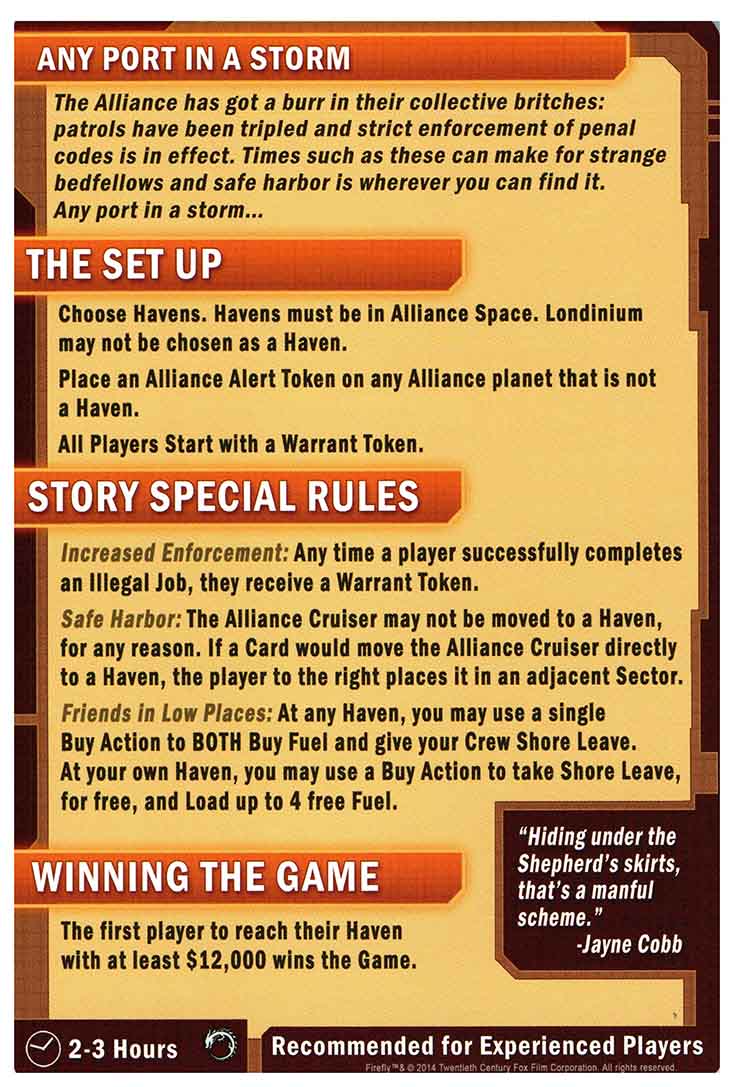 ANY PORT IN A STORM
The Alliance has got a burr in their collective britches:
patrols have been tripled and strict enforcement of penal
codes is in effect. Times such as these can make for strange
bedfellows and safe harbor is wherever you can find it.
Any port in a storm...
THE SET UP
Choose Havens. Havens must be in Alliance Space. Londinium
may not be chosen as a Haven.
Place an Alliance Alert Token on any Alliance planet that is not
a Haven.
All Players Start with a Warrant Token.
STORY SPECIAL RULES
Increased Enforcement: Any time a player successfully completes
an Illegal Job, they receive a Warrant Token.
Safe Harbor: The Alliance Cruiser may not be moved to a Haven,
for any reason. If a Card would move the Alliance Cruiser directly
to a Haven, the player to the right places it in an adjacent Sector.
Friends in Low Places: At any Haven, you may use a single
Buy Action to BOTH Buy Fuel and give your Crew Shore Leave.
At your own Haven, you may use a Buy Action to take Shore Leave,
for free, and Load up to 4 free Fuel.
WINNING THE GAME
The first player to reach their Haven
with at least $12,000 wins the Game.
“Hiding under the
Shepherd's skirts,
that's a manful
scheme.”
-Jayne Cobb
2-3 Hours
Recommended for Experienced Players
Firefly™& © 2014 Twentieth Century Fox Film Corporation. All rights reserved.